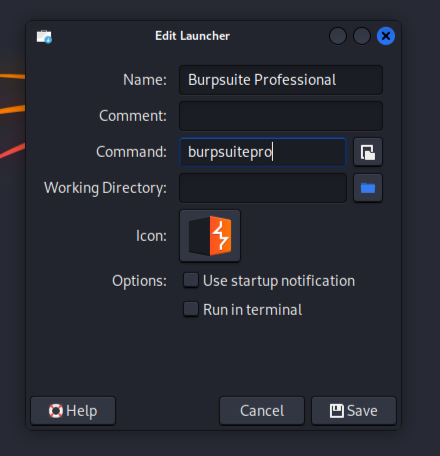 Edit Launcher
Name: Burpsuite Professional
Comment:
Command: burpsuitepro
Working Directory:
Icon:
Options: Use startup notification
Run in terminal
Help Cancel Save